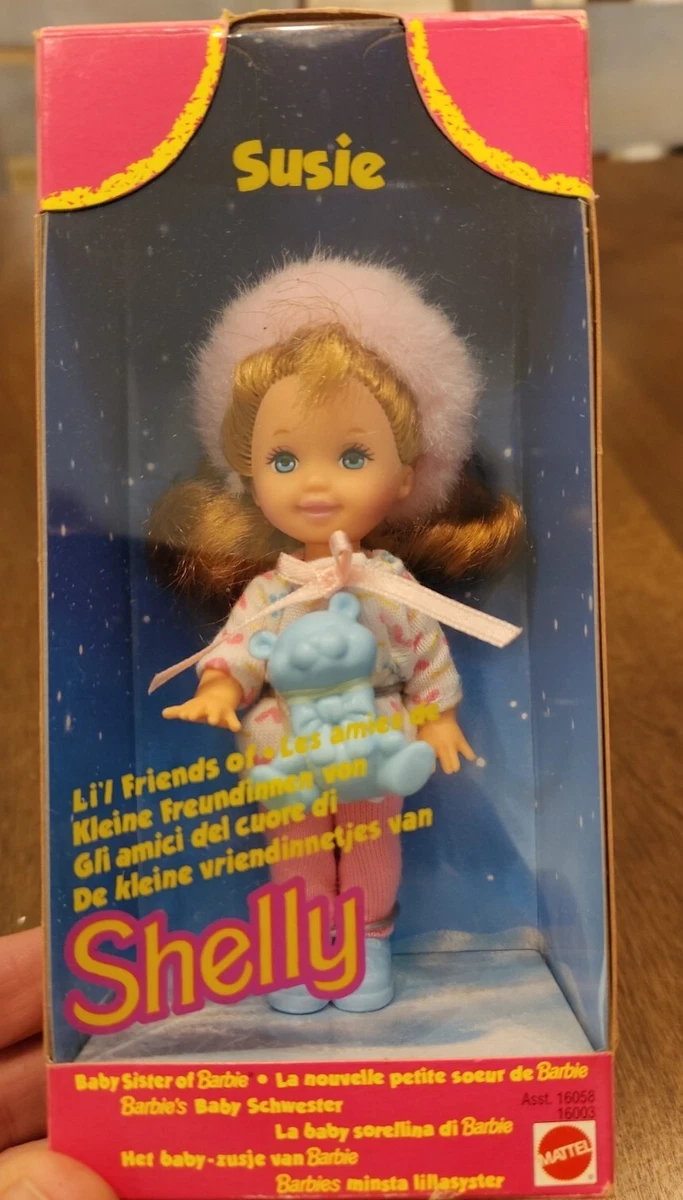 Susie
Li'l Friends of • Les amies de
Kleine Freundinnen von
Gli amici del cuore di
De kleine vriendinnetjes van
Shelly
Baby Sister of Barbie • La nouvelle petite soeur de Barbie
Barbie's Baby Schwester
La baby sorellina di Barbie
Het baby-zusje van Barbie
Barbies minsta lillasyster
Asst. 16058
16003
MATTEL